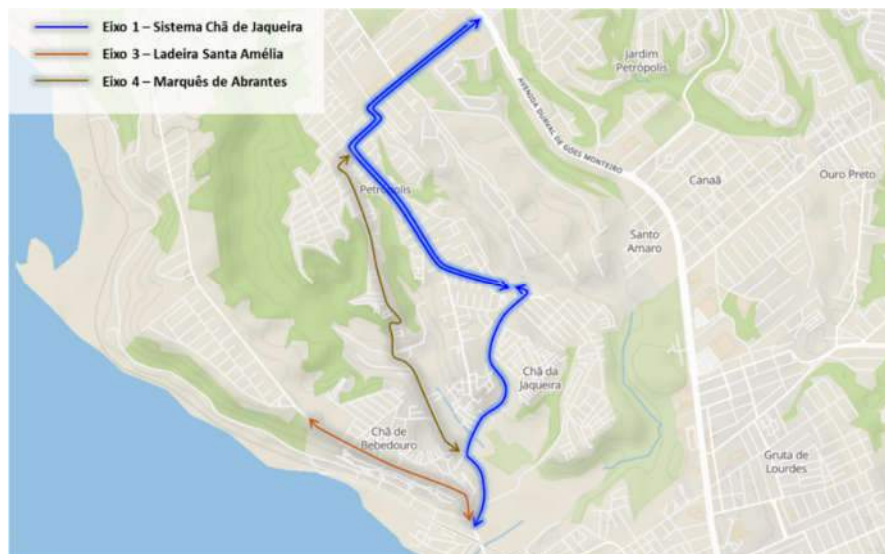 Eixo 1 – Sistema Chã de Jaqueira
Eixo 3 – Ladeira Santa Amélia
Eixo 4 – Marquês de Abrantes
Jardim
Petrópolis
AVENIDA DURVAL DE GÓES MONTEIRO
Canaã
Ouro Preto
Petrópolis
Santo
Amaro
Chã da
Jaqueira
Chã de
Bebedouro
Gruta de
Lourdes